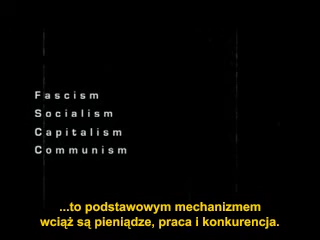 Fascism
Socialism
Capitalism
Communism
...to podstawowym mechanizmem
wciąż są pieniądze, praca i konkurencja.